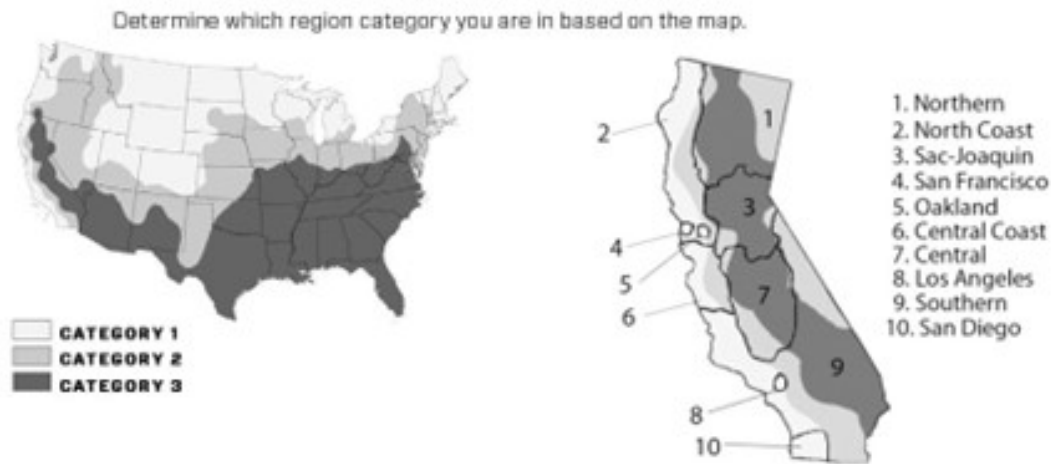 Determine which region category you are in based on the map.
CATEGORY 1
CATEGORY 2
CATEGORY 3
1
2
3
4
5
6
7
8
9
10
1. Northern
2. North Coast
3. Sac-Joaquin
4. San Francisco
5. Oakland
6. Central Coast
7. Central
8. Los Angeles
9. Southern
10. San Diego